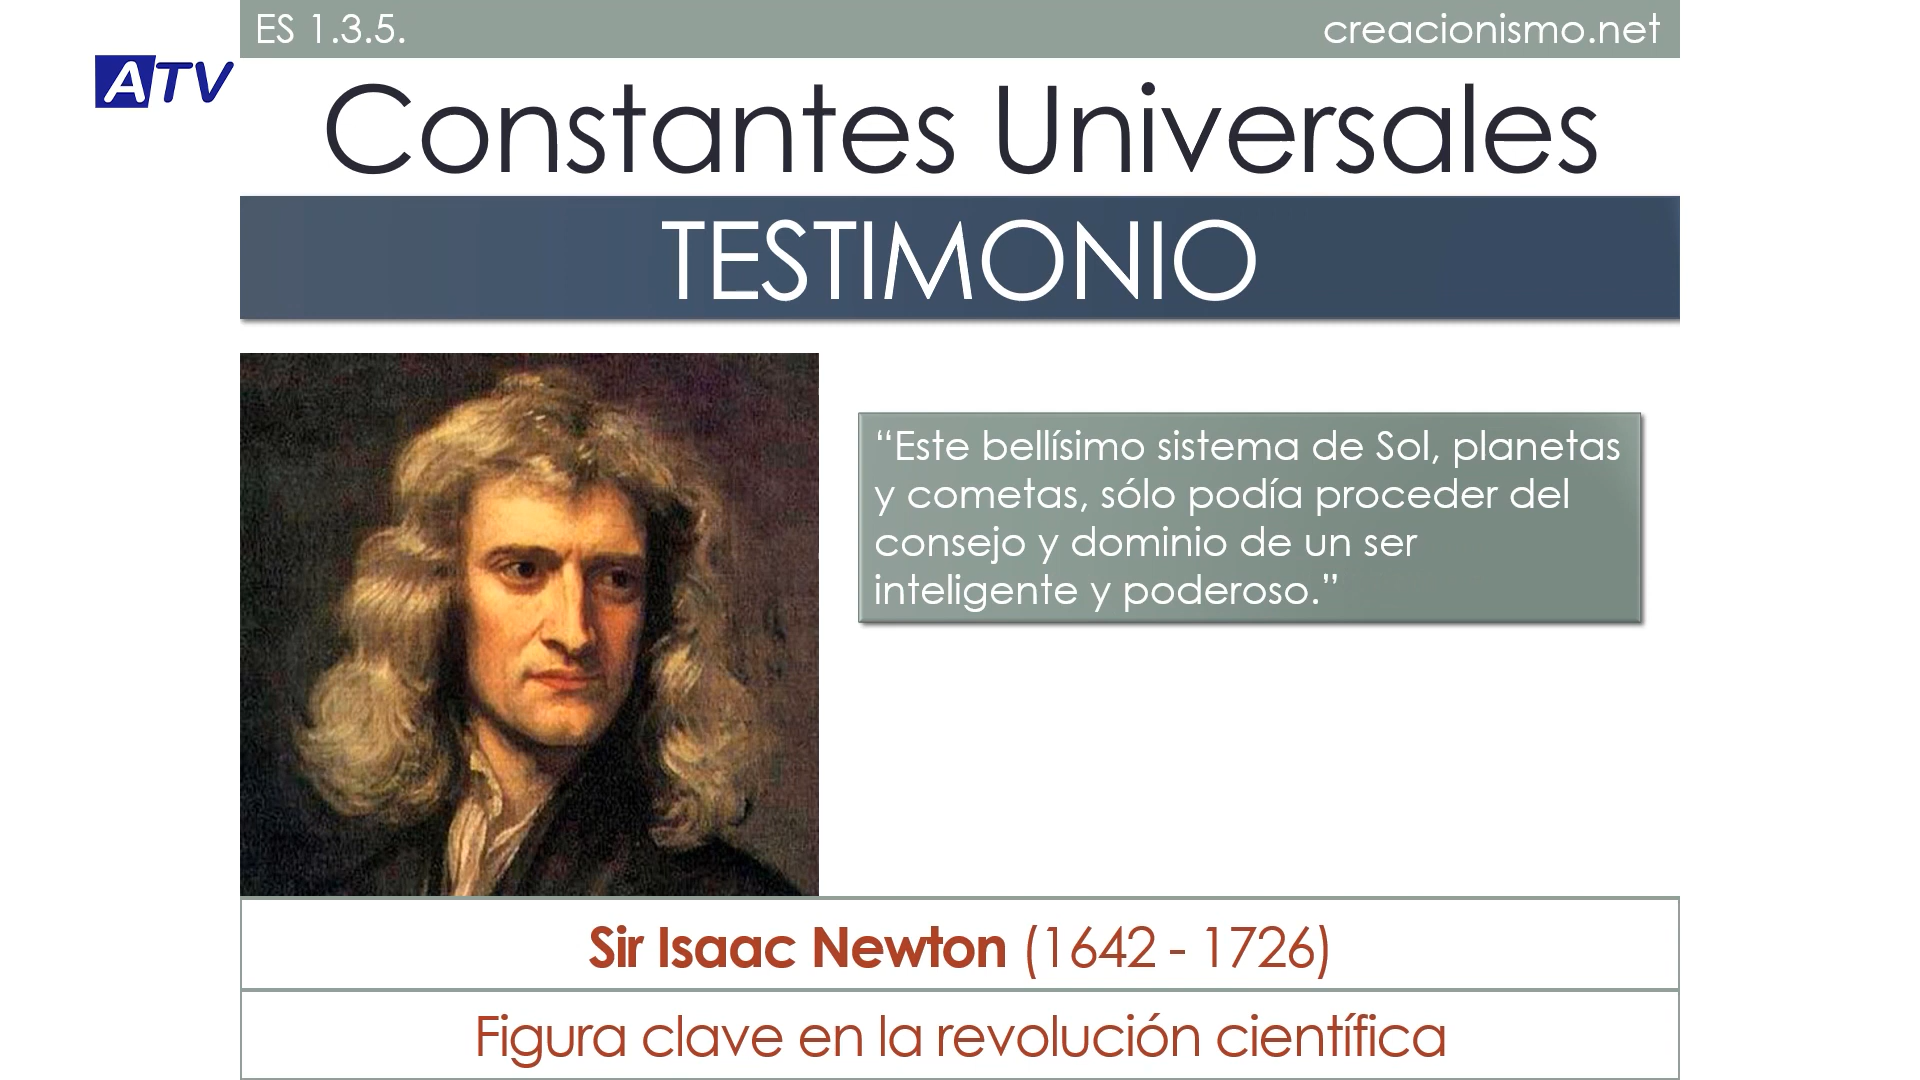 ES 1.3.5.
creacionismo.net
ATV
Constantes Universales
TESTIMONIO
“Este bellísimo sistema de Sol, planetas
y cometas, sólo podía proceder del
consejo y dominio de un ser
inteligente y poderoso.”
Sir Isaac Newton (1642 - 1726)
Figura clave en la revolución científica